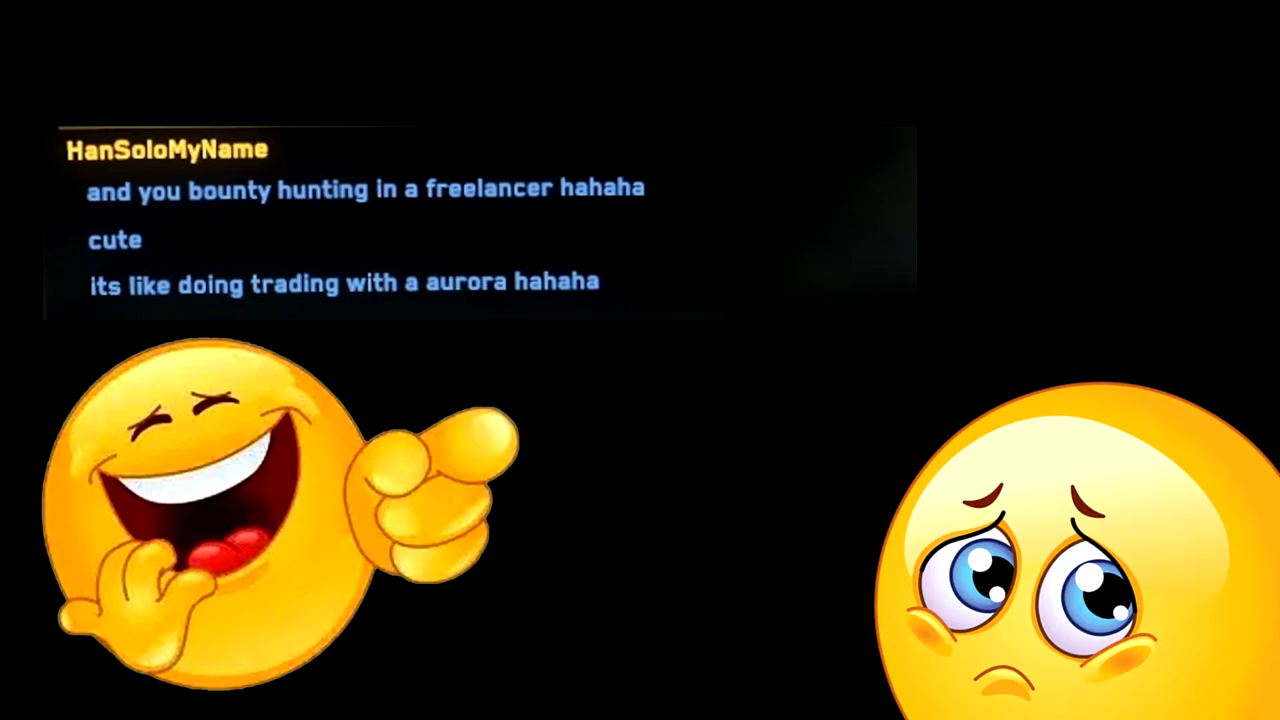 HanSoloMyName
and you bounty hunting in a freelancer hahaha
cute
its like doing trading with a aurora hahaha